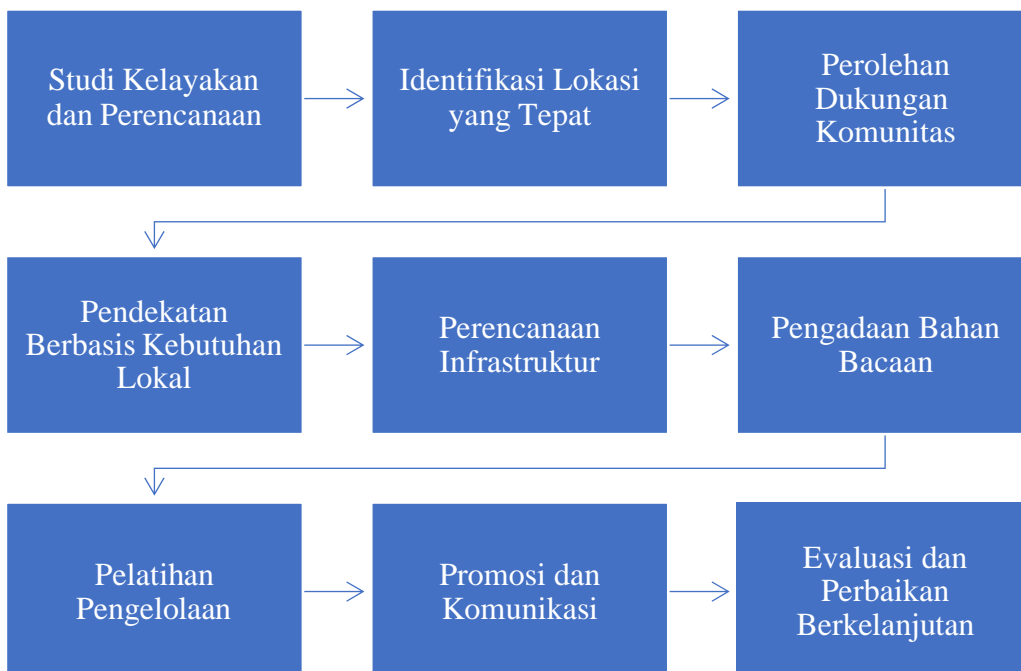 Studi Kelayakan
dan Perencanaan
Identifikasi Lokasi
yang Tepat
Perolehan
Dukungan
Komunitas
Pendekatan
Berbasis Kebutuhan
Lokal
Perencanaan
Infrastruktur
Pengadaan Bahan
Bacaan
Pelatihan
Pengelolaan
Promosi dan
Komunikasi
Evaluasi dan
Perbaikan
Berkelanjutan